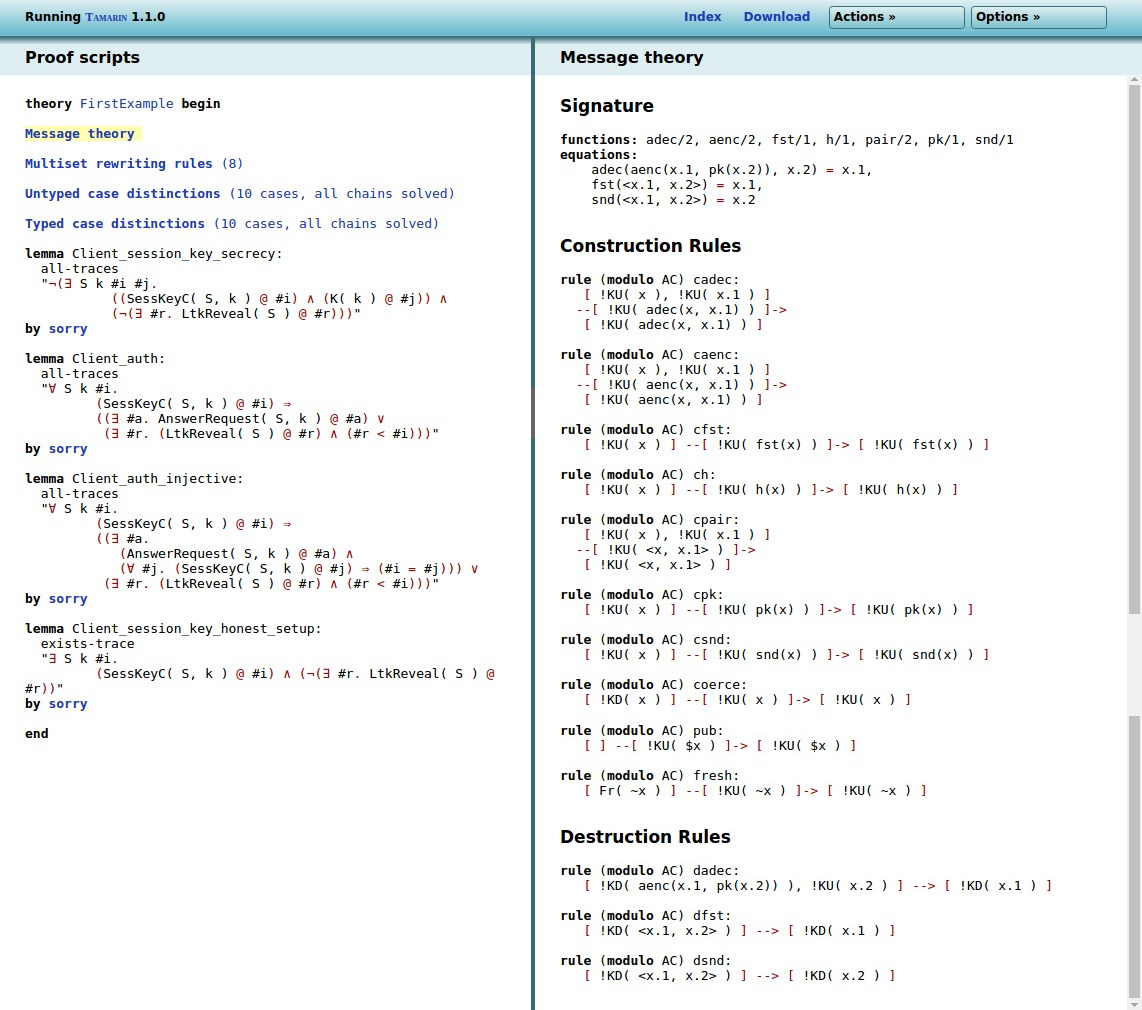 Running TAMARIN 1.1.0
Index Download Actions » Options »
Proof scripts
theory FirstExample begin
Message theory
Multiset rewriting rules (8)
Untyped case distinctions (10 cases, all chains solved)
Typed case distinctions (10 cases, all chains solved)
lemma Client_session_key_secrecy:
all-traces
"¬(∃ S k #i #j.
((SessKeyC( S, k ) @ #i) ∧ (K( k ) @ #j)) ∧
(¬(∃ #r. LtkReveal( S ) @ #r)))"
by sorry
lemma Client_auth:
all-traces
"∀ S k #i.
(SessKeyC( S, k ) @ #i) ⇒
((∃ #a. AnswerRequest( S, k ) @ #a) ∨
(∃ #r. (LtkReveal( S ) @ #r) ∧ (#r < #i)))"
by sorry
lemma Client_auth_injective:
all-traces
"∀ S k #i.
(SessKeyC( S, k ) @ #i) ⇒
((∃ #a.
(AnswerRequest( S, k ) @ #a) ∧
(∀ #j. (SessKeyC( S, k ) @ #j) ⇒ (#i = #j))) ∨
(∃ #r. (LtkReveal( S ) @ #r) ∧ (#r < #i)))"
by sorry
lemma Client_session_key_honest_setup:
exists-trace
"∃ S k #i.
(SessKeyC( S, k ) @ #i) ∧ (¬(∃ #r. LtkReveal( S ) @
#r))"
by sorry
end
Message theory
Signature
functions: adec/2, aenc/2, fst/1, h/1, pair/2, pk/1, snd/1
equations:
adec(aenc(x.1, pk(x.2)), x.2) = x.1,
fst(<x.1, x.2>) = x.1,
snd(<x.1, x.2>) = x.2
Construction Rules
rule (modulo AC) cadec:
[ !KU( x ), !KU( x.1 ) ]
--[ !KU( adec(x, x.1) ) ]->
[ !KU( adec(x, x.1) ) ]
rule (modulo AC) caenc:
[ !KU( x ), !KU( x.1 ) ]
--[ !KU( aenc(x, x.1) ) ]->
[ !KU( aenc(x, x.1) ) ]
rule (modulo AC) cfst:
[ !KU( x ) ] --[ !KU( fst(x) ) ]-> [ !KU( fst(x) ) ]
rule (modulo AC) ch:
[ !KU( x ) ] --[ !KU( h(x) ) ]-> [ !KU( h(x) ) ]
rule (modulo AC) cpair:
[ !KU( x ), !KU( x.1 ) ]
--[ !KU( <x, x.1> ) ]->
[ !KU( <x, x.1> ) ]
rule (modulo AC) cpk:
[ !KU( x ) ] --[ !KU( pk(x) ) ]-> [ !KU( pk(x) ) ]
rule (modulo AC) csnd:
[ !KU( x ) ] --[ !KU( snd(x) ) ]-> [ !KU( snd(x) ) ]
rule (modulo AC) coerce:
[ !KD( x ) ] --[ !KU( x ) ]-> [ !KU( x ) ]
rule (modulo AC) pub:
[ ] --[ !KU( $x ) ]-> [ !KU( $x ) ]
rule (modulo AC) fresh:
[ Fr( ~x ) ] --[ !KU( ~x ) ]-> [ !KU( ~x ) ]
Destruction Rules
rule (modulo AC) dadec:
[ !KD( aenc(x.1, pk(x.2)) ), !KU( x.2 ) ] --> [ !KD( x.1 ) ]
rule (modulo AC) dfst:
[ !KD( <x.1, x.2> ) ] --> [ !KD( x.1 ) ]
rule (modulo AC) dsnd:
[ !KD( <x.1, x.2> ) ] --> [ !KD( x.2 ) ]